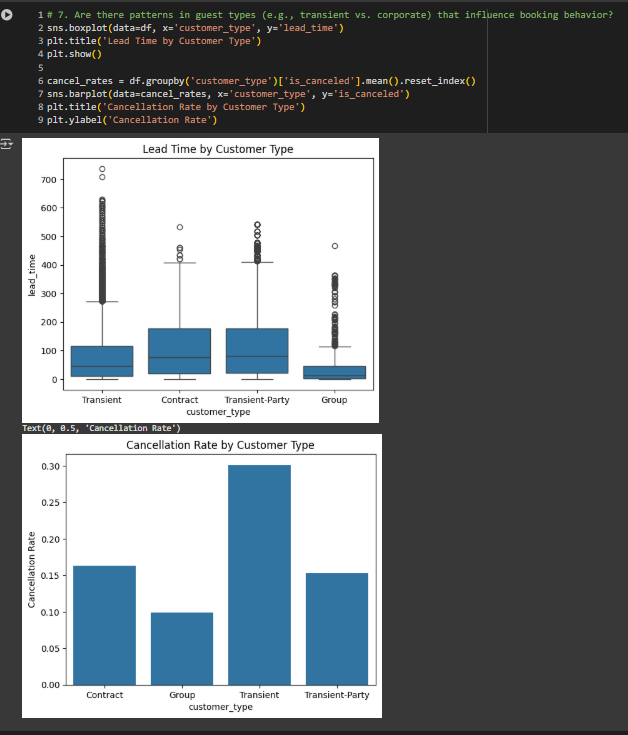 1 # 7. Are there patterns in guest types (e.g., transient vs. corporate) that influence booking behavior?
2 sns.boxplot(data=df, x='customer_type', y='lead_time')
3 plt.title('Lead Time by Customer Type')
4 plt.show()
5
6 cancel_rates = df.groupby('customer_type')['is_canceled'].mean().reset_index()
7 sns.barplot(data=cancel_rates, x='customer_type', y='is_canceled')
8 plt.title('Cancellation Rate by Customer Type')
9 plt.ylabel('Cancellation Rate')
Lead Time by Customer Type
700
600
500
400
300
200
100
0
lead_time
Transient Contract Transient-Party Group
customer_type
Text(0, 0.5, 'Cancellation Rate')
Cancellation Rate by Customer Type
0.30
0.25
0.20
0.15
0.10
0.05
0.00
Cancellation Rate
Contract Group Transient Transient-Party
customer_type